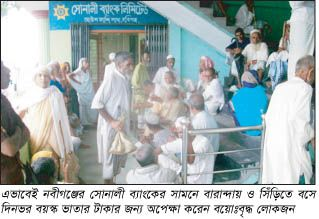 সোনালী ব্যাংক লিমিটেড
এভাবেই নবীগঞ্জের সোনালী ব্যাংকের সামনে বারান্দায় ও সিঁড়িতে বসে
দিনভর বয়স্ক ভাতার টাকার জন্য অপেক্ষা করেন বয়োঃবৃদ্ধ লোকজন